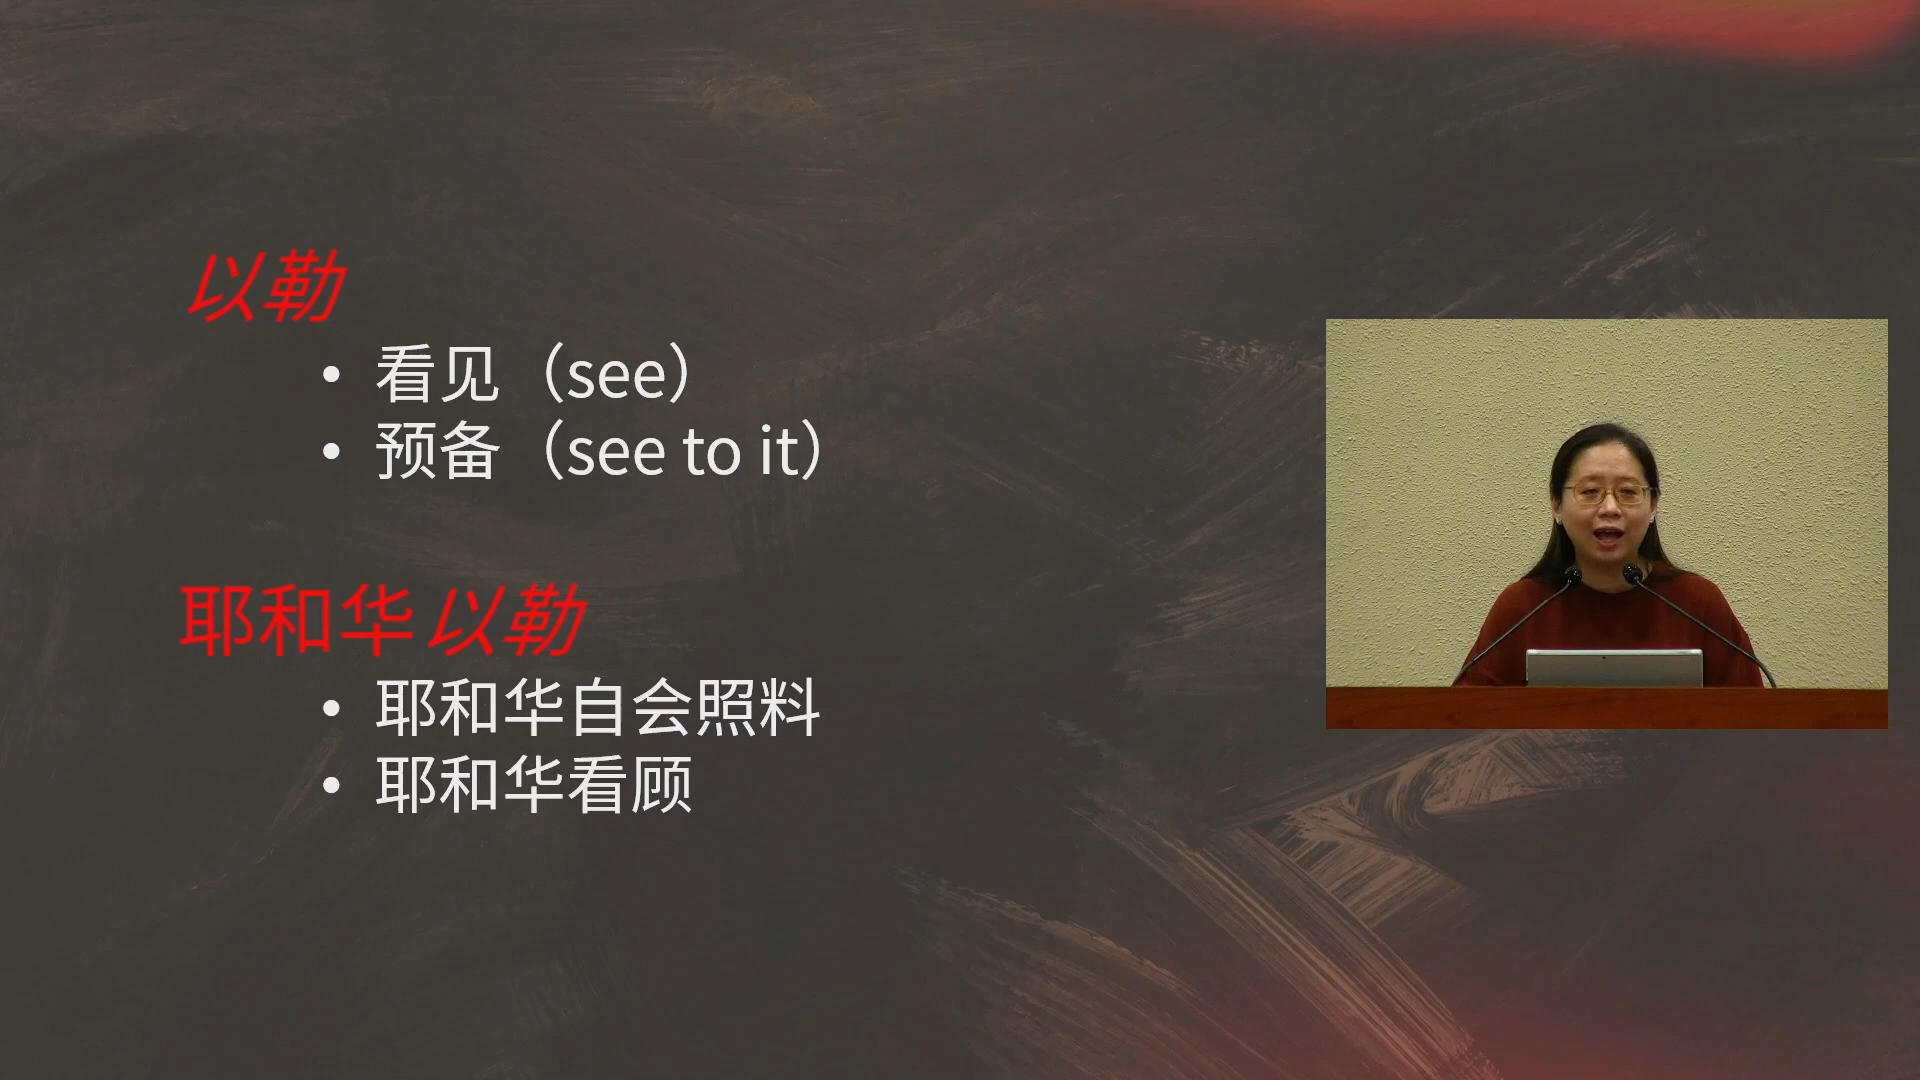 以勒
• 看见（see）
• 预备（see to it）
耶和华以勒
• 耶和华自会照料
• 耶和华看顾